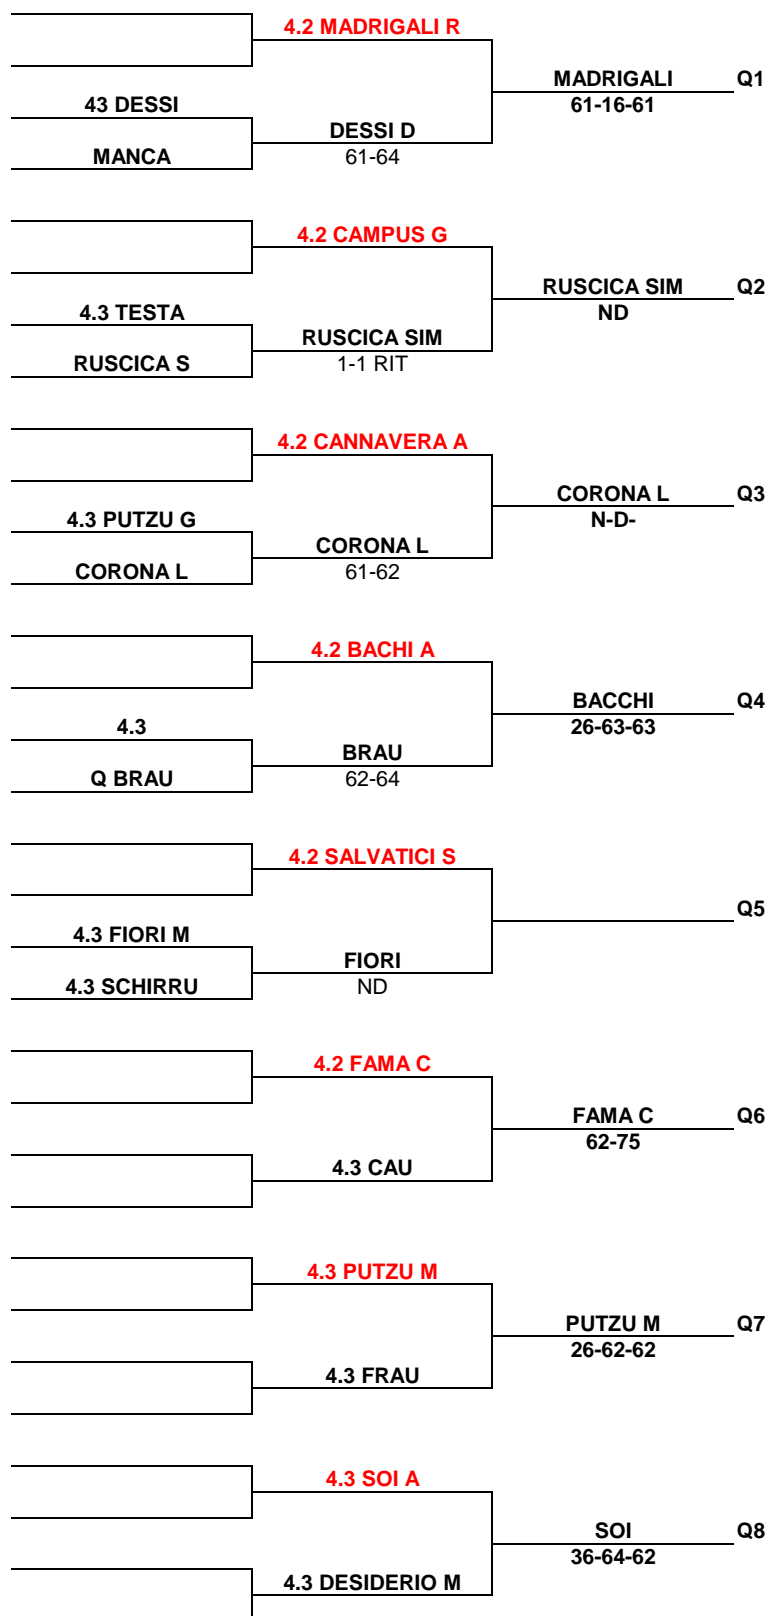 4.2 MADRIGALI R
MADRIGALI Q1
61-16-61
43 DESSI
DESSI D
61-64
MANCA
4.2 CAMPUS G
RUSCICA SIM Q2
ND
4.3 TESTA
RUSCICA SIM
1-1 RIT
RUSCICA S
4.2 CANNAVERA A
CORONA L Q3
N-D-
4.3 PUTZU G
CORONA L
61-62
CORONA L
4.2 BACHI A
BACCHI Q4
26-63-63
4.3
BRAU
62-64
Q BRAU
4.2 SALVATICI S
Q5
4.3 FIORI M
FIORI
ND
4.3 SCHIRRU
4.2 FAMA C
FAMA C Q6
62-75
4.3 CAU
4.3 PUTZU M
PUTZU M Q7
26-62-62
4.3 FRAU
4.3 SOI A
SOI Q8
36-64-62
4.3 DESIDERIO M